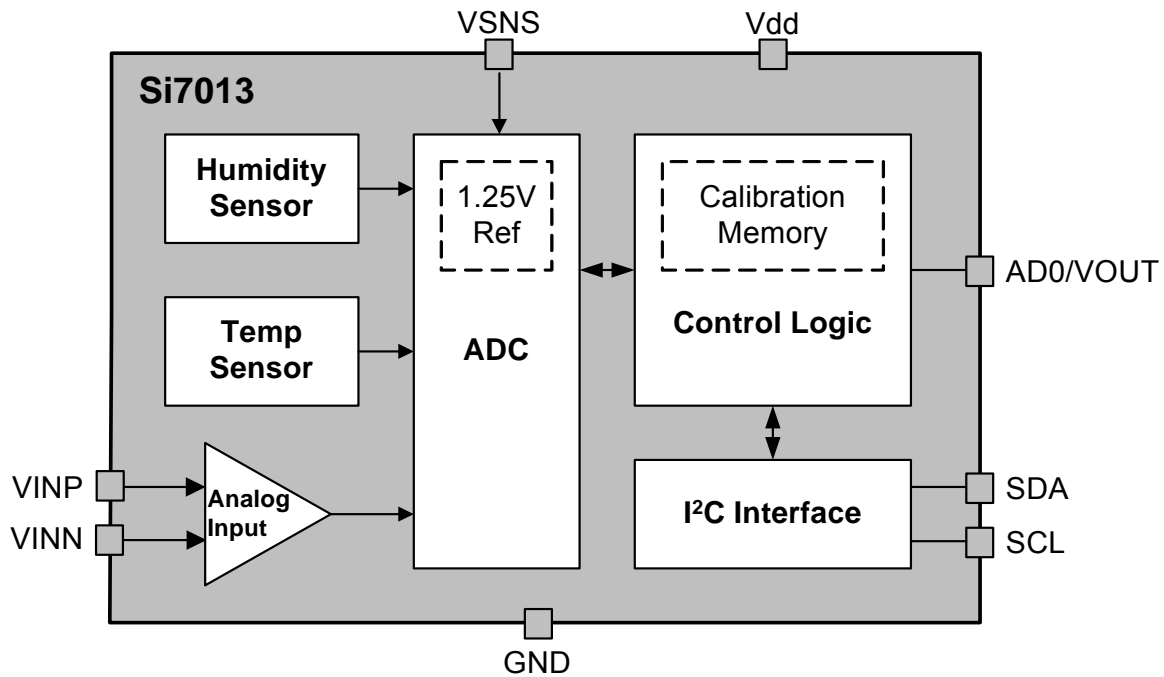 VSNS
Vdd
Si7013
Humidity
Sensor
1.25V
Ref
Calibration
Memory
AD0/VOUT
Control Logic
Temp
Sensor
ADC
VINP
VINN
Analog
Input
I²C Interface
SDA
SCL
GND